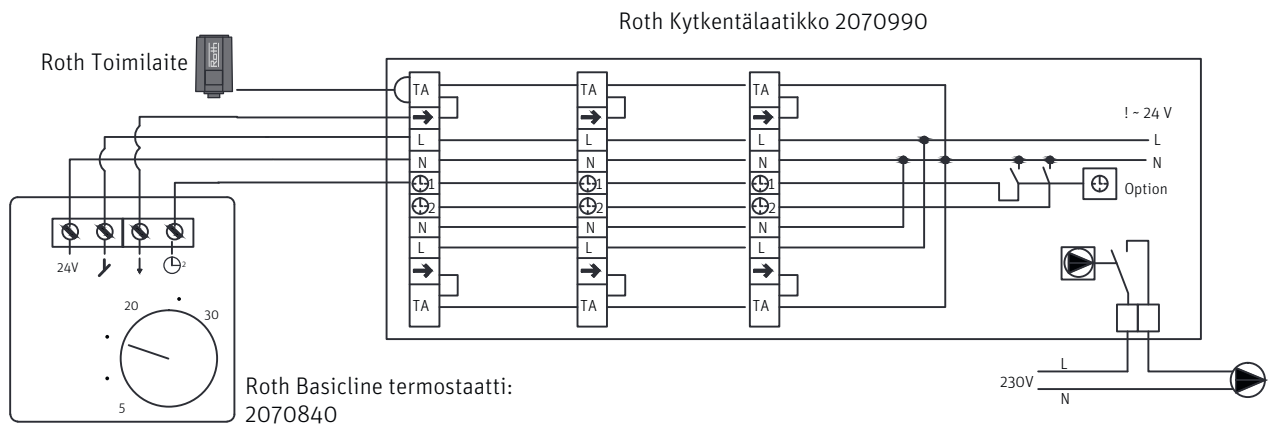 Roth Kytkentälaatikko 2070990
Roth Toimilaite
Roth
TA TA TA
! ~ 24 V
L L L L
N N N N
1 1 1
Option
2 2 2
N N N
L L L
24V 2
TA TA TA
20 30
5
L
230V
N
Roth Basicline termostaatti:
2070840